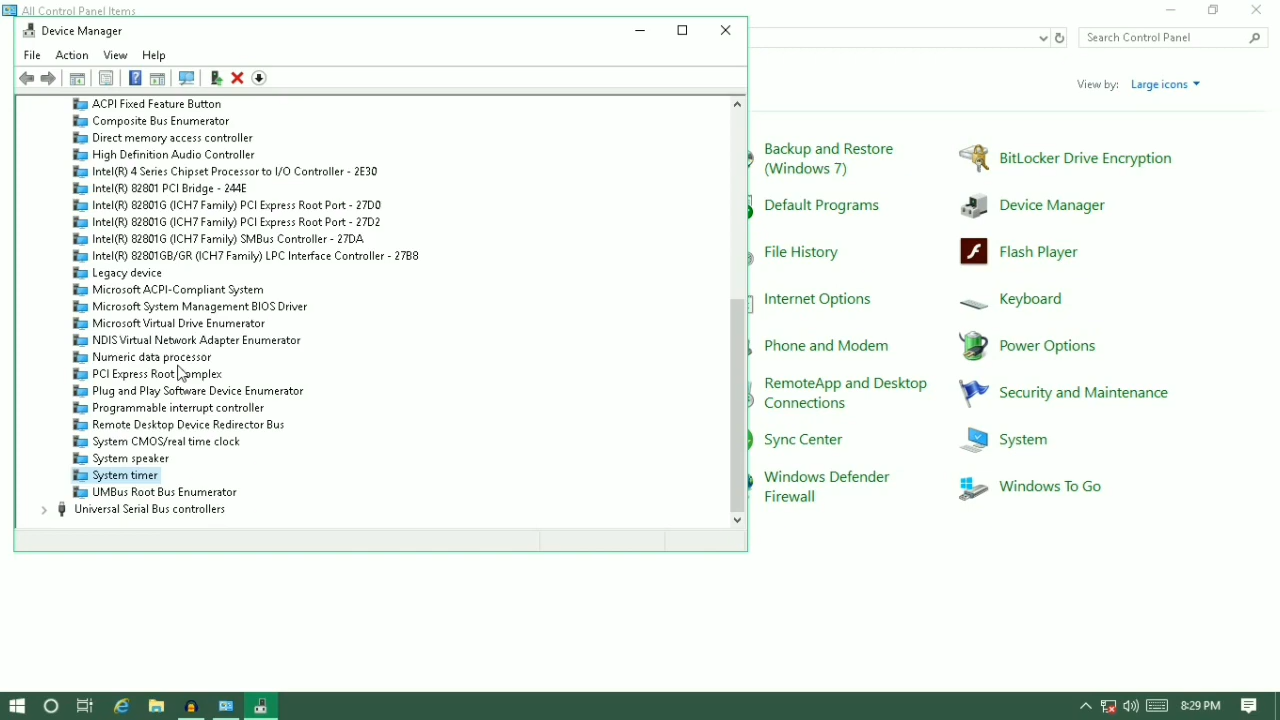 All Control Panel Items
Device Manager
File Action View Help
Search Control Panel
View by: Large icons
ACPI Fixed Feature Button
Composite Bus Enumerator
Direct memory access controller
High Definition Audio Controller
Intel(R) 4 Series Chipset Processor to I/O Controller - 2E30
Intel(R) 82801 PCI Bridge - 244E
Intel(R) 82801G (ICH7 Family) PCI Express Root Port - 27D0
Intel(R) 82801G (ICH7 Family) PCI Express Root Port - 27D2
Intel(R) 82801G (ICH7 Family) SMBus Controller - 27DA
Intel(R) 82801GB/GR (ICH7 Family) LPC Interface Controller - 27B8
Legacy device
Microsoft ACPI-Compliant System
Microsoft System Management BIOS Driver
Microsoft Virtual Drive Enumerator
NDIS Virtual Network Adapter Enumerator
Numeric data processor
PCI Express Root Complex
Plug and Play Software Device Enumerator
Programmable interrupt controller
Remote Desktop Device Redirector Bus
System CMOS/real time clock
System speaker
System timer
UMBus Root Bus Enumerator
Universal Serial Bus controllers
Backup and Restore
(Windows 7)
Default Programs
File History
Internet Options
Phone and Modem
RemoteApp and Desktop
Connections
Sync Center
Windows Defender
Firewall
BitLocker Drive Encryption
Device Manager
Flash Player
Keyboard
Power Options
Security and Maintenance
System
Windows To Go
8:29 PM